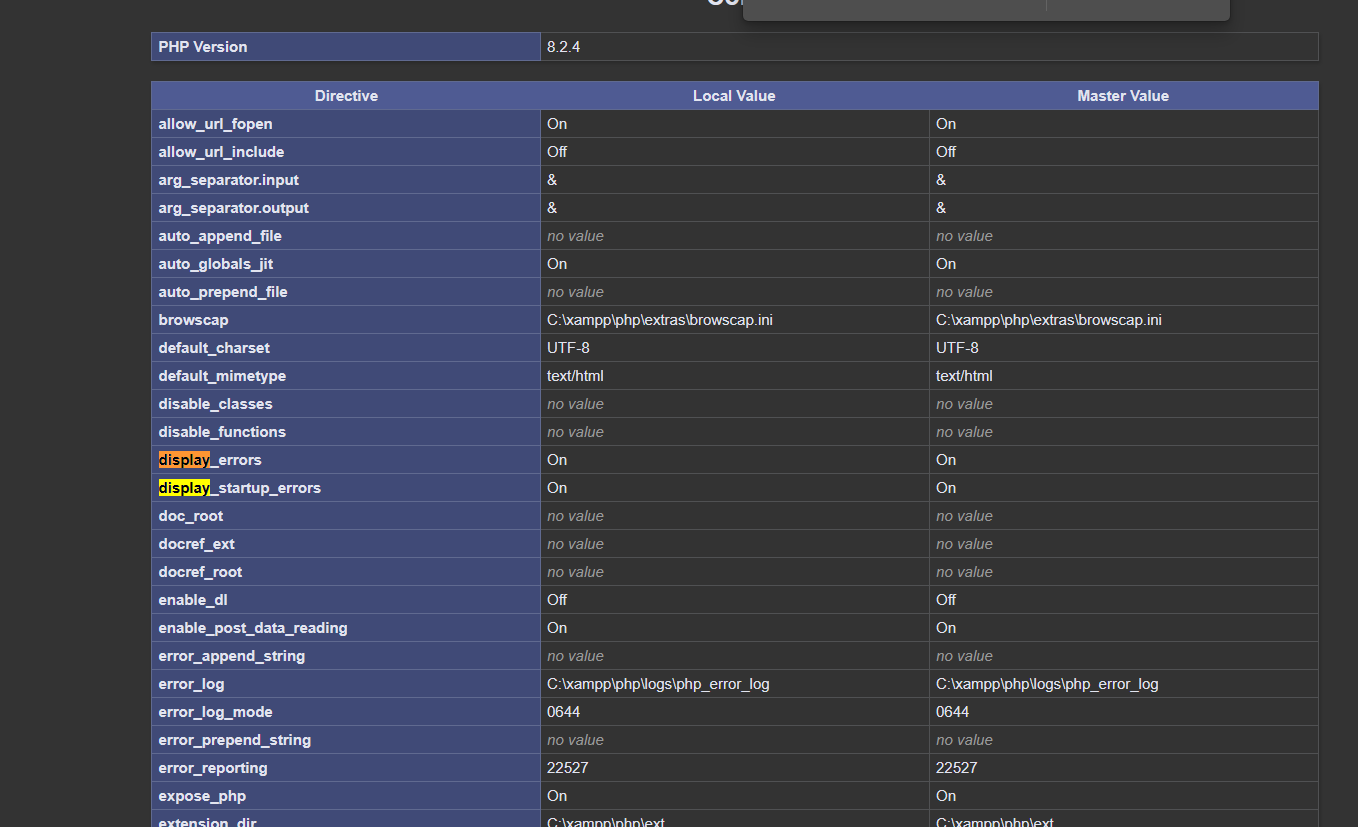 PHP Version 8.2.4
Directive Local Value Master Value
allow_url_fopen On On
allow_url_include Off Off
arg_separator.input & &
arg_separator.output & &
auto_append_file no value no value
auto_globals_jit On On
auto_prepend_file no value no value
browscap C:\xampp\php\extras\browscap.ini C:\xampp\php\extras\browscap.ini
default_charset UTF-8 UTF-8
default_mimetype text/html text/html
disable_classes no value no value
disable_functions no value no value
display_errors On On
display_startup_errors On On
doc_root no value no value
docref_ext no value no value
docref_root no value no value
enable_dl Off Off
enable_post_data_reading On On
error_append_string no value no value
error_log C:\xampp\php\logs\php_error_log C:\xampp\php\logs\php_error_log
error_log_mode 0644 0644
error_prepend_string no value no value
error_reporting 22527 22527
expose_php On On
extension_dir C:\xampp\php\ext C:\xampp\php\ext